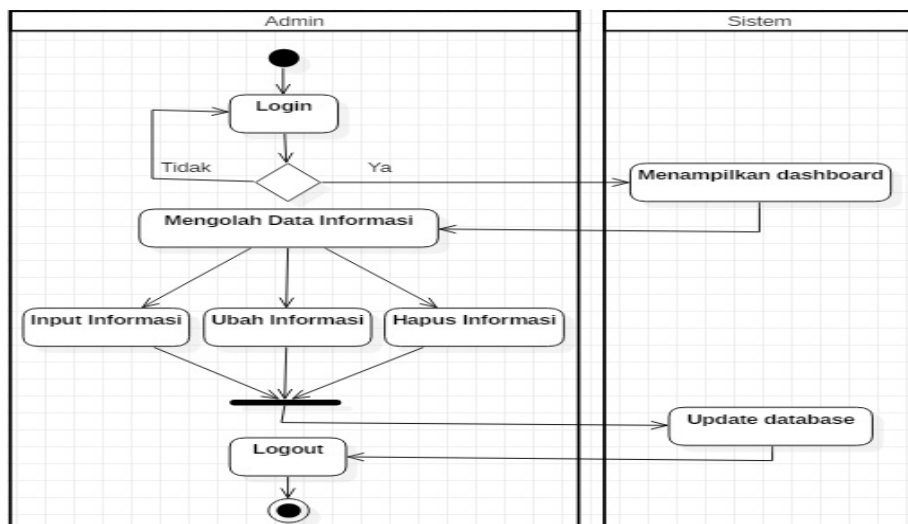 Admin
Sistem
Login
Tidak
Ya
Menampilkan dashboard
Mengolah Data Informasi
Input Informasi
Ubah Informasi
Hapus Informasi
Update database
Logout